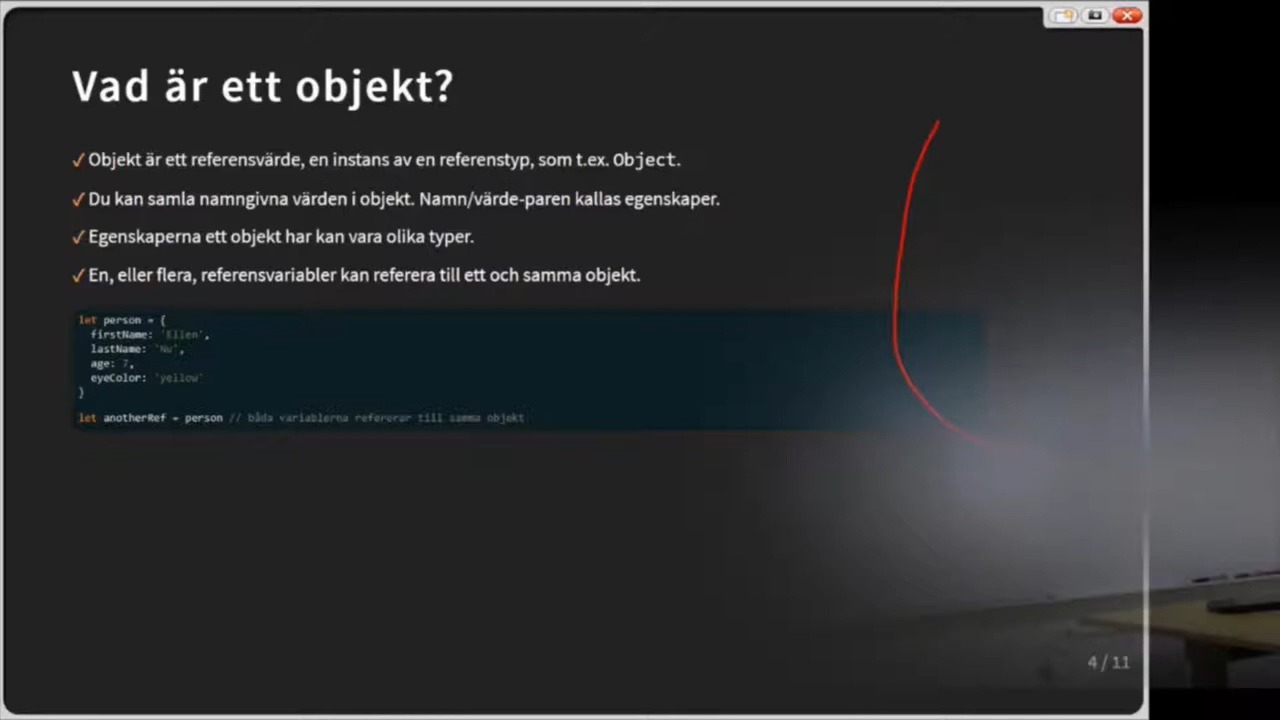 Vad är ett objekt?
✓ Objekt är ett referensvärde, en instans av en referenstyp, som t.ex. Object.
✓ Du kan samla namngivna värden i objekt. Namn/värde-paren kallas egenskaper.
✓ Egenskaperna ett objekt har kan vara olika typer.
✓ En, eller flera, referensvariabler kan referera till ett och samma objekt.
let person = {
firstName: 'Ellen',
lastName: 'Nu',
age: 7,
eyeColor: 'yellow'
}
let anotherRef = person // båda variablerna refererar till samma objekt
4 / 11